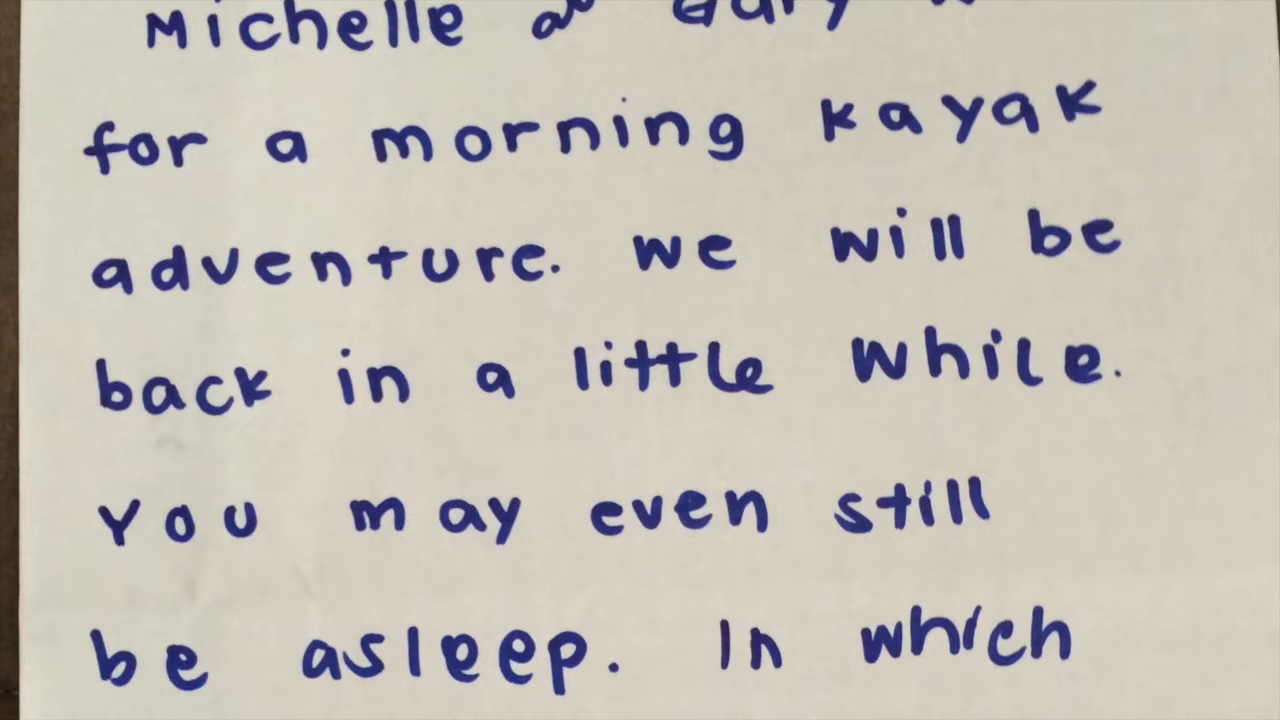 Michelle Gary
for a morning kayak
adventure. We will be
back in a little while.
You may even still
be asleep. In which